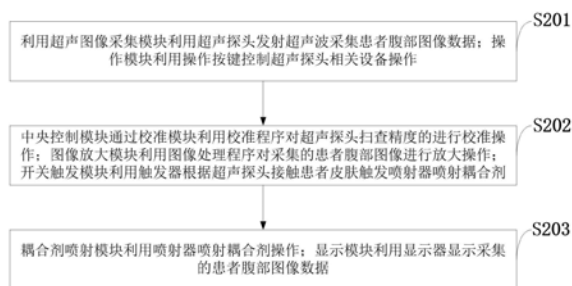 S201
利用超声图像采集模块利用超声探头发射超声波采集患者腹部图像数据；操
作模块利用操作按键控制超声探头相关设备操作
S202
中央控制模块通过校准模块利用校准程序对超声探头扫查精度的进行校准操
作；图像放大模块利用图像处理程序对采集的患者腹部图像进行放大操作；
开关触发模块利用触发器根据超声探头接触患者皮肤触发喷射器喷射耦合剂
S203
耦合剂喷射模块利用喷射器喷射耦合剂操作；显示模块利用显示器显示采集
的患者腹部图像数据